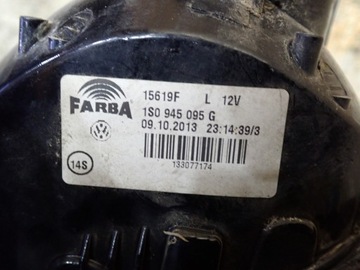 FARBA
15619F L 12V
1S0 945 095 G
09.10.2013 23:14:39/3
14S
133077174